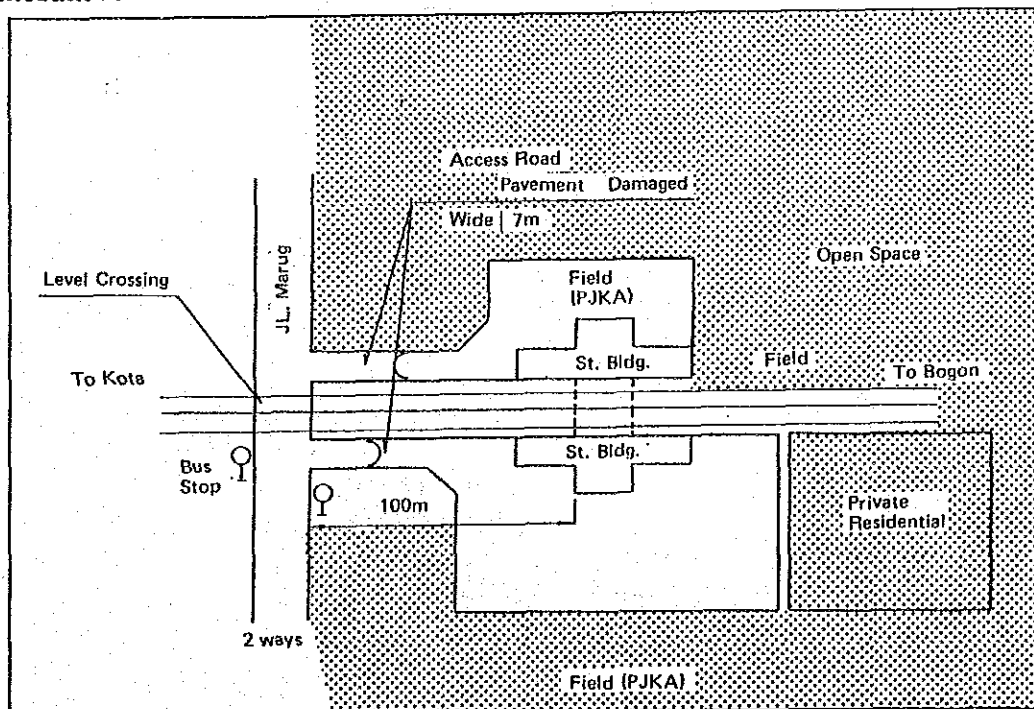 Access Road
Pavement Damaged
Wide 7m
Open Space
Level Crossing
JL. Marug
Field
(PJKA)
St. Bldg.
Field
To Kota
To Bogon
St. Bldg.
Bus
Stop
100m
Private
Residential
2 ways
Field (PJKA)